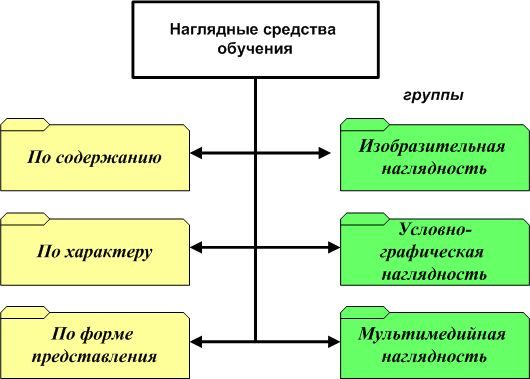 Наглядные средства
обучения
группы
По содержанию
Изобразительная
наглядность
По характеру
Условно-
графическая
наглядность
По форме
представления
Мультимедийная
наглядность